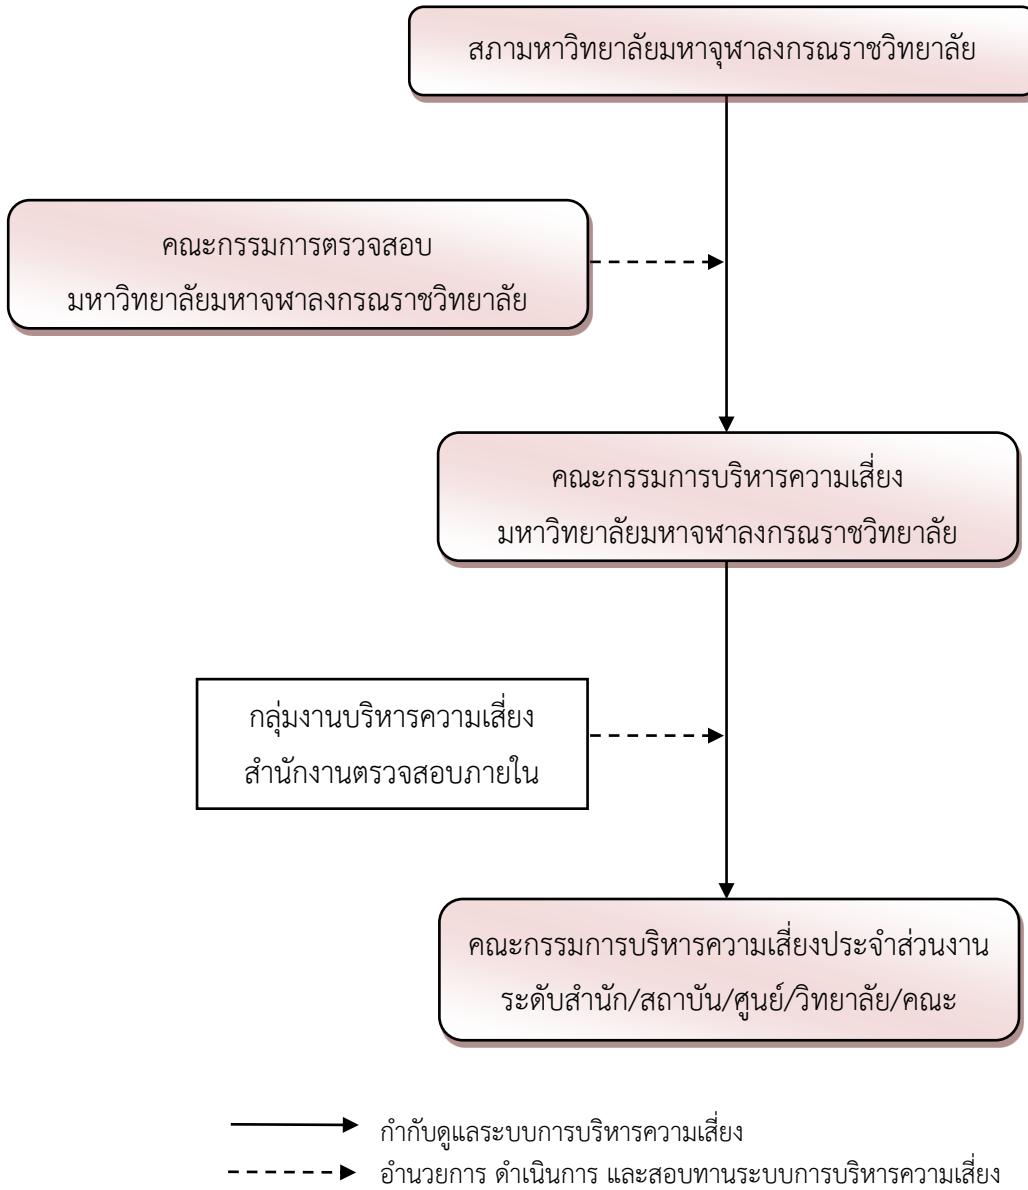 สภามหาวิทยาลัยมหาจุฬาลงกรณราชวิทยาลัย
คณะกรรมการตรวจสอบ
มหาวิทยาลัยมหาจฬาลงกรณราชวิทยาลัย
คณะกรรมการบริหารความเสี่ยง
มหาวิทยาลัยมหาจฬาลงกรณราชวิทยาลัย
กลุ่มงานบริหารความเสี่ยง
สำนักงานตรวจสอบภายใน
คณะกรรมการบริหารความเสี่ยงประจำส่วนงาน
ระดับสำนัก/สถาบัน/ศูนย์/วิทยาลัย/คณะ
กำกับดูแลระบบการบริหารความเสี่ยง
อำนวยการ ดำเนินการ และสอบทานระบบการบริหารความเสี่ยง